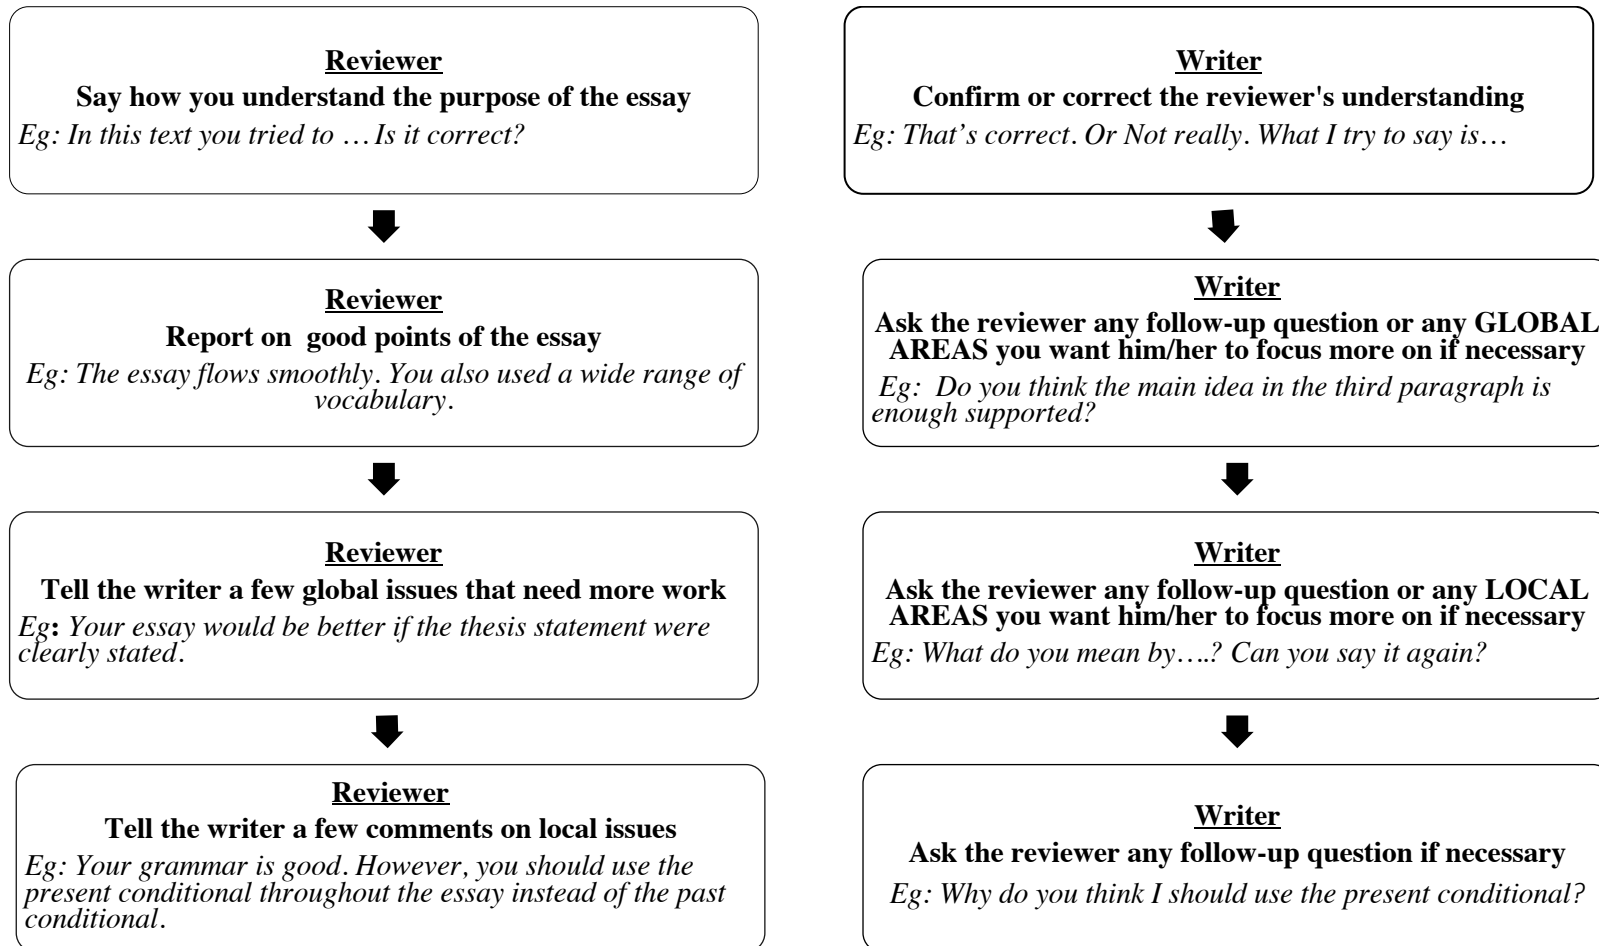 Reviewer
Say how you understand the purpose of the essay
Eg: In this text you tried to … Is it correct?
Writer
Confirm or correct the reviewer's understanding
Eg: That’s correct. Or Not really. What I try to say is…
Reviewer
Report on good points of the essay
Eg: The essay flows smoothly. You also used a wide range of
vocabulary.
Writer
Ask the reviewer any follow-up question or any GLOBAL
AREAS you want him/her to focus more on if necessary
Eg: Do you think the main idea in the third paragraph is
enough supported?
Reviewer
Tell the writer a few global issues that need more work
Eg: Your essay would be better if the thesis statement were
clearly stated.
Writer
Ask the reviewer any follow-up question or any LOCAL
AREAS you want him/her to focus more on if necessary
Eg: What do you mean by….? Can you say it again?
Reviewer
Tell the writer a few comments on local issues
Eg: Your grammar is good. However, you should use the
present conditional throughout the essay instead of the past
conditional.
Writer
Ask the reviewer any follow-up question if necessary
Eg: Why do you think I should use the present conditional?